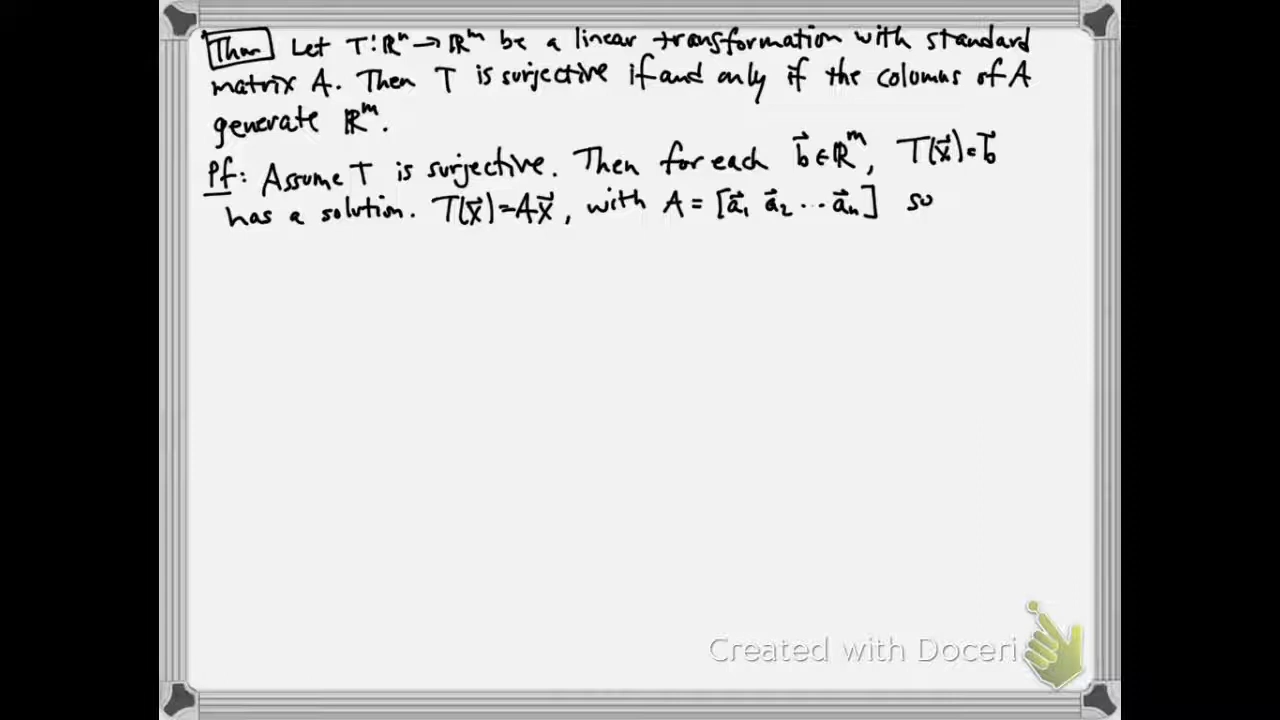 Thm Let T:ℝⁿ→ℝᵐ be a linear transformation with standard
matrix A. Then T is surjective if and only if the columns of A
generate ℝᵐ.
Pf: Assume T is surjective. Then for each b⃗∈ℝᵐ, T(x⃗)=b⃗
has a solution. T(x⃗)=Ax⃗, with A = [a⃗₁ a⃗₂ ... a⃗ₙ] so
Created with Doceri